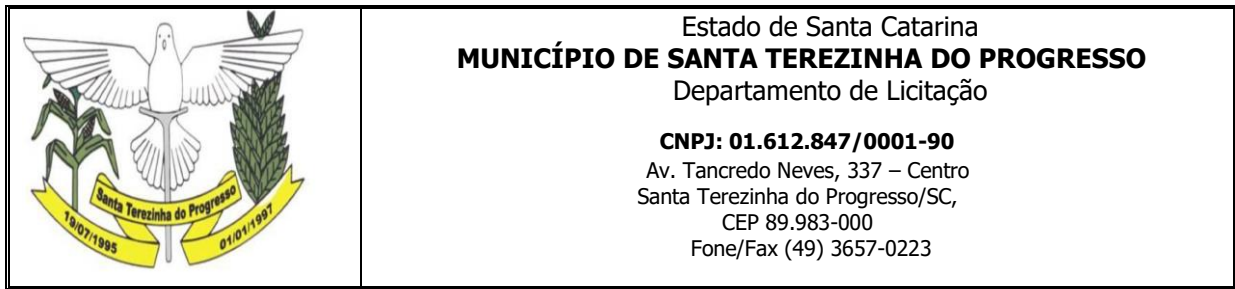 Santa Terezinha do Progresso
19/07/1995
01/01/1997
Estado de Santa Catarina
MUNICÍPIO DE SANTA TEREZINHA DO PROGRESSO
Departamento de Licitação
CNPJ: 01.612.847/0001-90
Av. Tancredo Neves, 337 – Centro
Santa Terezinha do Progresso/SC,
CEP 89.983-000
Fone/Fax (49) 3657-0223